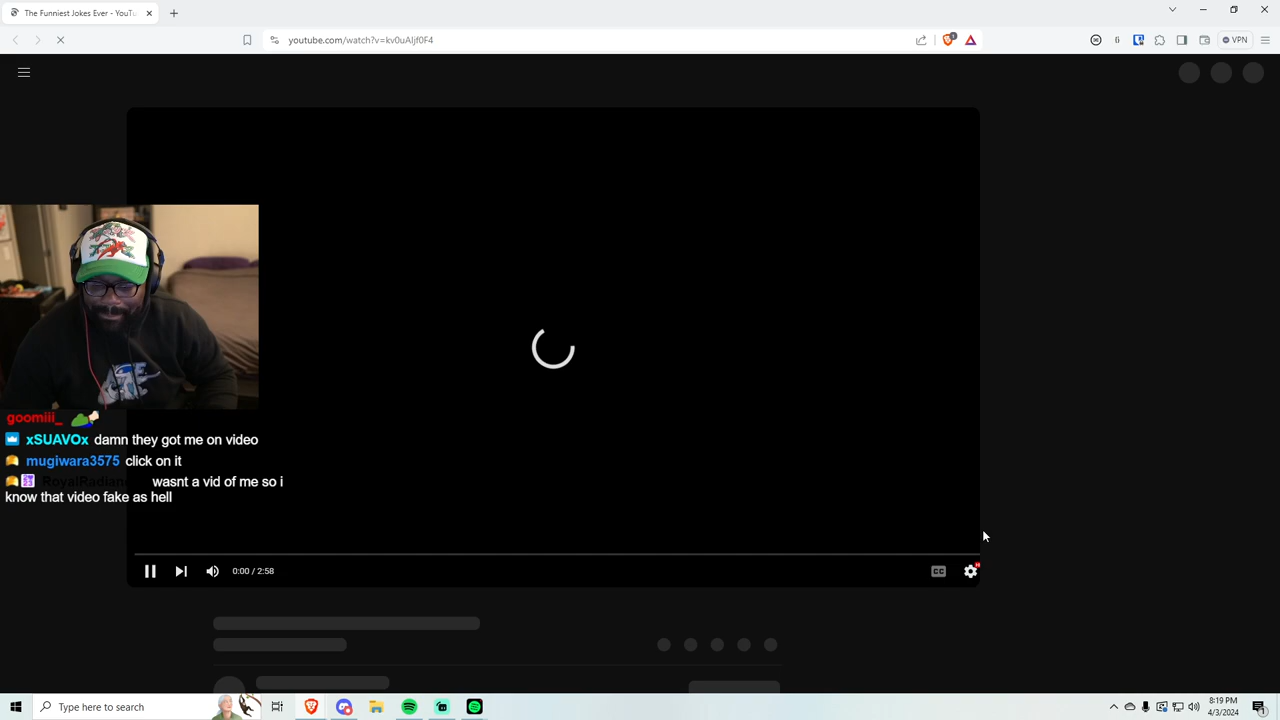 The Funniest Jokes Ever - YouTu
youtube.com/watch?v=kv0uAIjf0F4
VPN
goomiii_
xSUAVOx damn they got me on video
mugiwara3575 click on it
RoyalRadian wasnt a vid of me so i
know that video fake as hell
0:00 / 2:58
CC
Type here to search
8:19 PM
4/3/2024